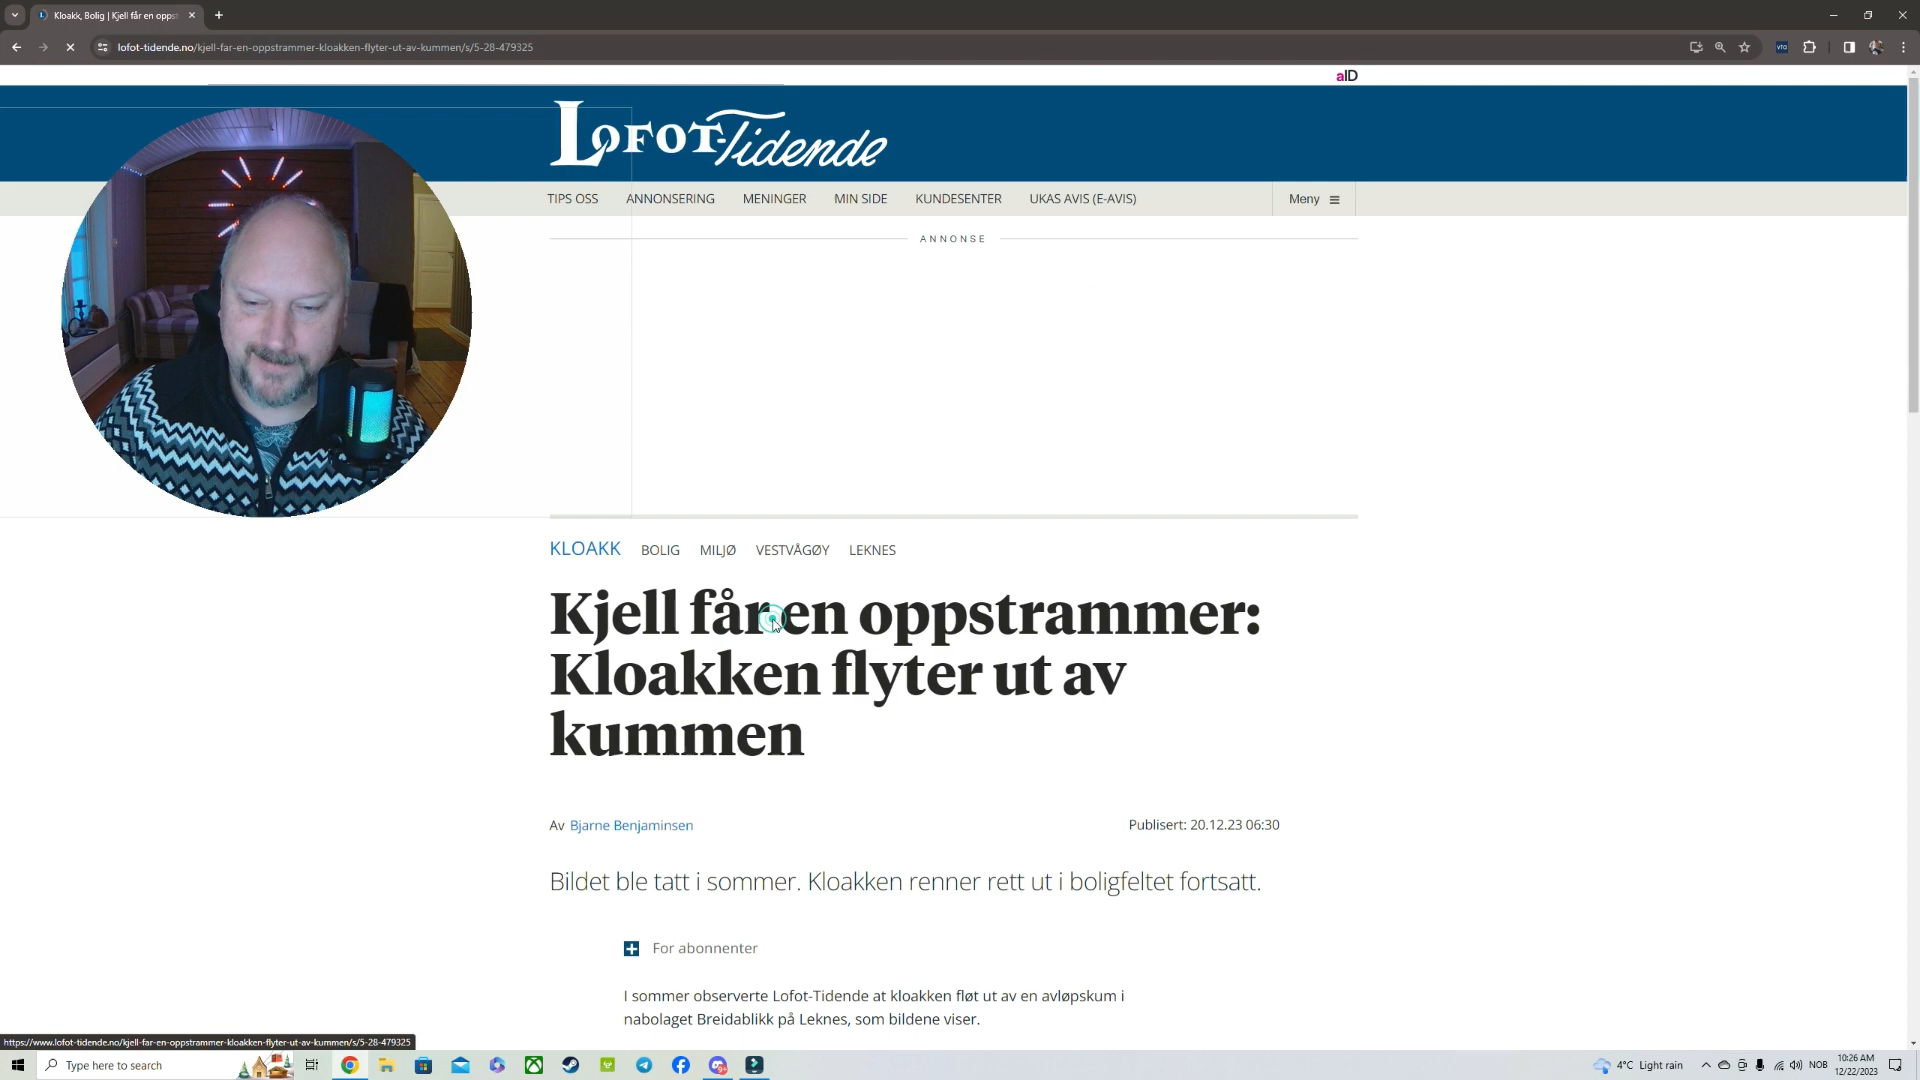 Kloakk, Bolig | Kjell får en oppst
lofot-tidende.no/kjell-far-en-oppstrammer-kloakken-flyter-ut-av-kummen/s/5-28-479325
vtG
aID
Lofot-Tidende
TIPS OSS ANNONSERING MENINGER MIN SIDE KUNDESENTER UKAS AVIS (E-AVIS) Meny
ANNONSE
KLOAKK BOLIG MILJØ VESTVÅGØY LEKNES
Kjell får en oppstrammer:
Kloakken flyter ut av
kummen
Av Bjarne Benjaminsen Publisert: 20.12.23 06:30
Bildet ble tatt i sommer. Kloakken renner rett ut i boligfeltet fortsatt.
For abonnenter
I sommer observerte Lofot-Tidende at kloakken fløt ut av en avløpskum i
nabolaget Breidablikk på Leknes, som bildene viser.
https://www.lofot-tidende.no/kjell-far-en-oppstrammer-kloakken-flyter-ut-av-kummen/s/5-28-479325
Type here to search
9+
4°C Light rain
NOB
10:26 AM
12/22/2023